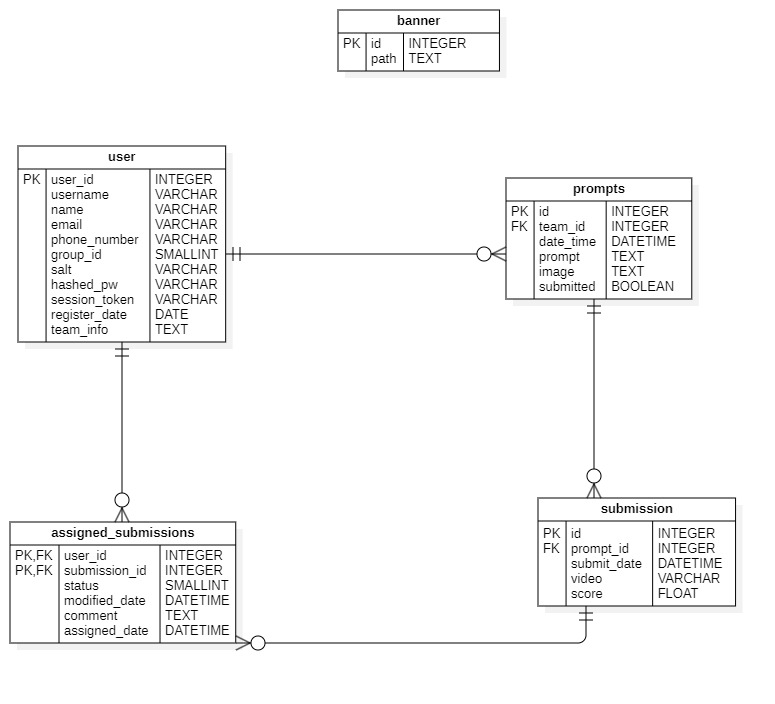 banner
PK id INTEGER
path TEXT
user
PK user_id INTEGER
username VARCHAR
name VARCHAR
email VARCHAR
phone_number VARCHAR
group_id SMALLINT
salt VARCHAR
hashed_pw VARCHAR
session_token VARCHAR
register_date DATE
team_info TEXT
prompts
PK id INTEGER
FK team_id INTEGER
date_time DATETIME
prompt TEXT
image TEXT
submitted BOOLEAN
assigned_submissions
PK,FK user_id INTEGER
PK,FK submission_id INTEGER
status SMALLINT
modified_date DATETIME
comment TEXT
assigned_date DATETIME
submission
PK id INTEGER
FK prompt_id INTEGER
submit_date DATETIME
video VARCHAR
score FLOAT